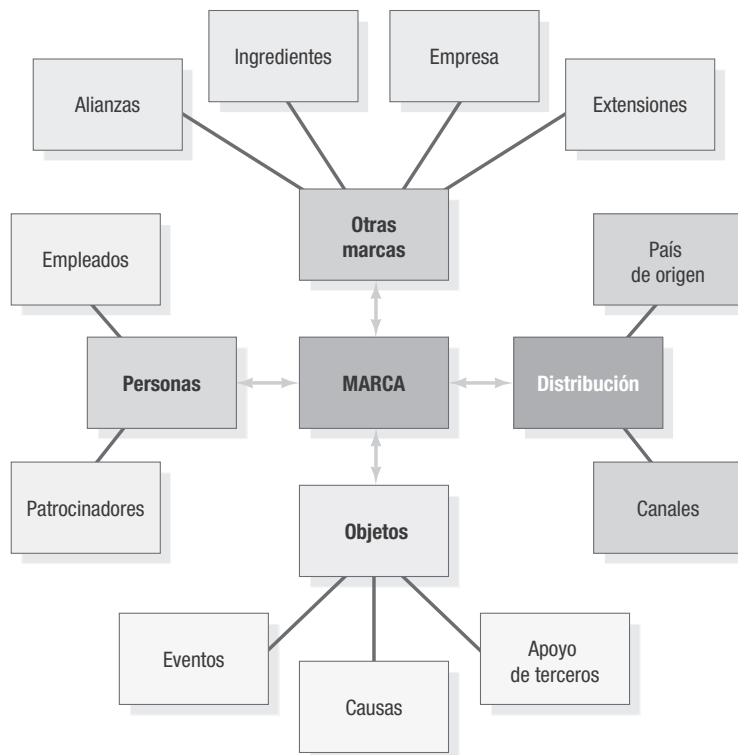 Ingredientes
Empresa
Alianzas
Extensiones
Otras
marcas
Empleados
País
de origen
Personas
MARCA
Distribución
Patrocinadores
Objetos
Canales
Eventos
Causas
Apoyo
de terceros